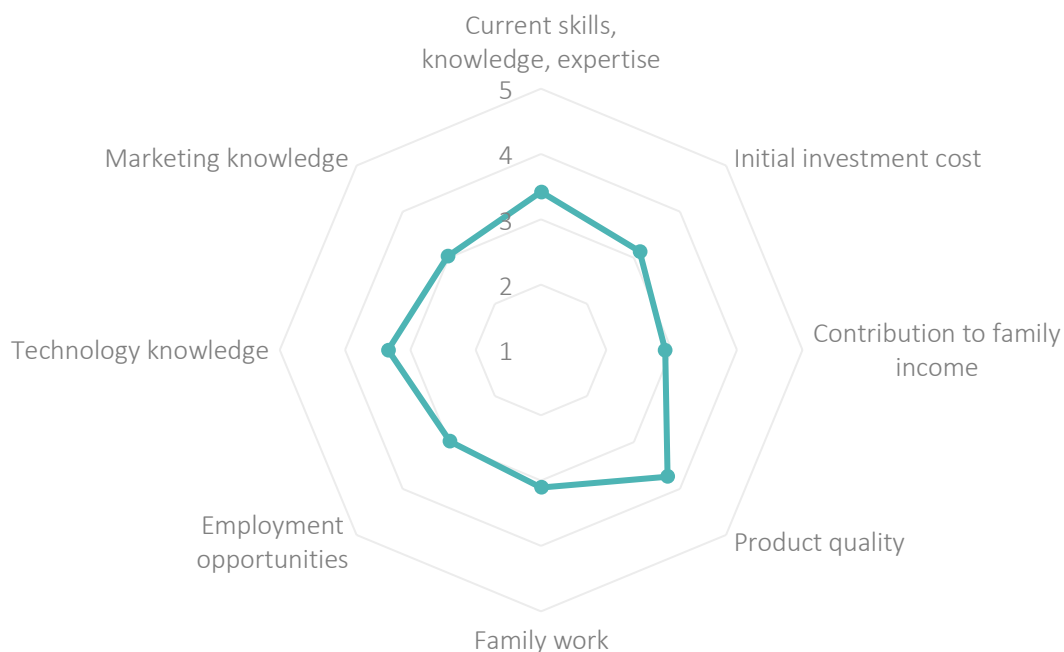 Current skills,
knowledge, expertise
5
Marketing knowledge
Initial investment cost
4
3
2
Technology knowledge
1
Contribution to family
income
Employment
opportunities
Product quality
Family work